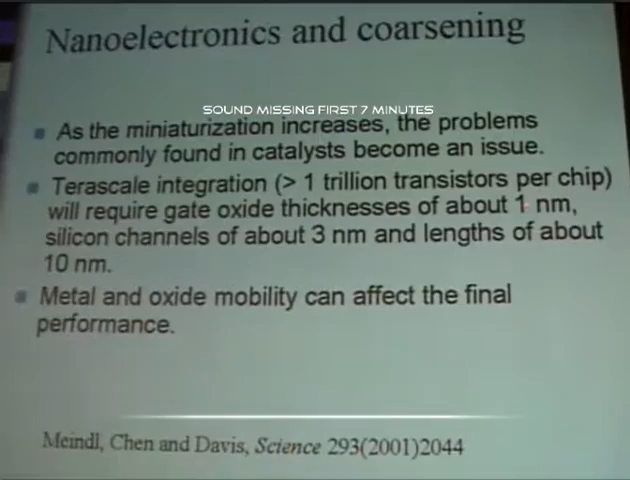 Nanoelectronics and coarsening
SOUND MISSING FIRST 7 MINUTES
As the miniaturization increases, the problems
commonly found in catalysts become an issue.
Terascale integration (> 1 trillion transistors per chip)
will require gate oxide thicknesses of about 1 nm,
silicon channels of about 3 nm and lengths of about
10 nm.
Metal and oxide mobility can affect the final
performance.
Meindl, Chen and Davis, Science 293(2001)2044